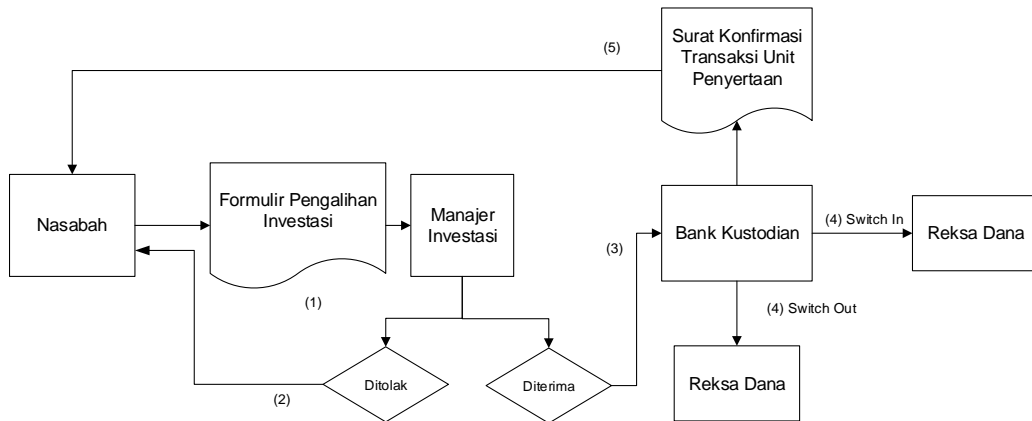 (5)
Surat Konfirmasi
Transaksi Unit
Penyertaan
Nasabah
Formulir Pengalihan
Investasi
Manajer
Investasi
(3)
Bank Kustodian
(4) Switch In
Reksa Dana
(1)
(4) Switch Out
(2)
Ditolak
Diterima
Reksa Dana